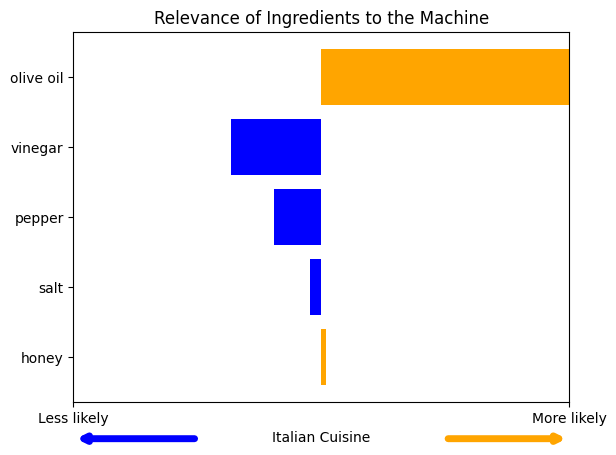 Relevance of Ingredients to the Machine
olive oil
vinegar
pepper
salt
honey
Less likely
More likely
Italian Cuisine